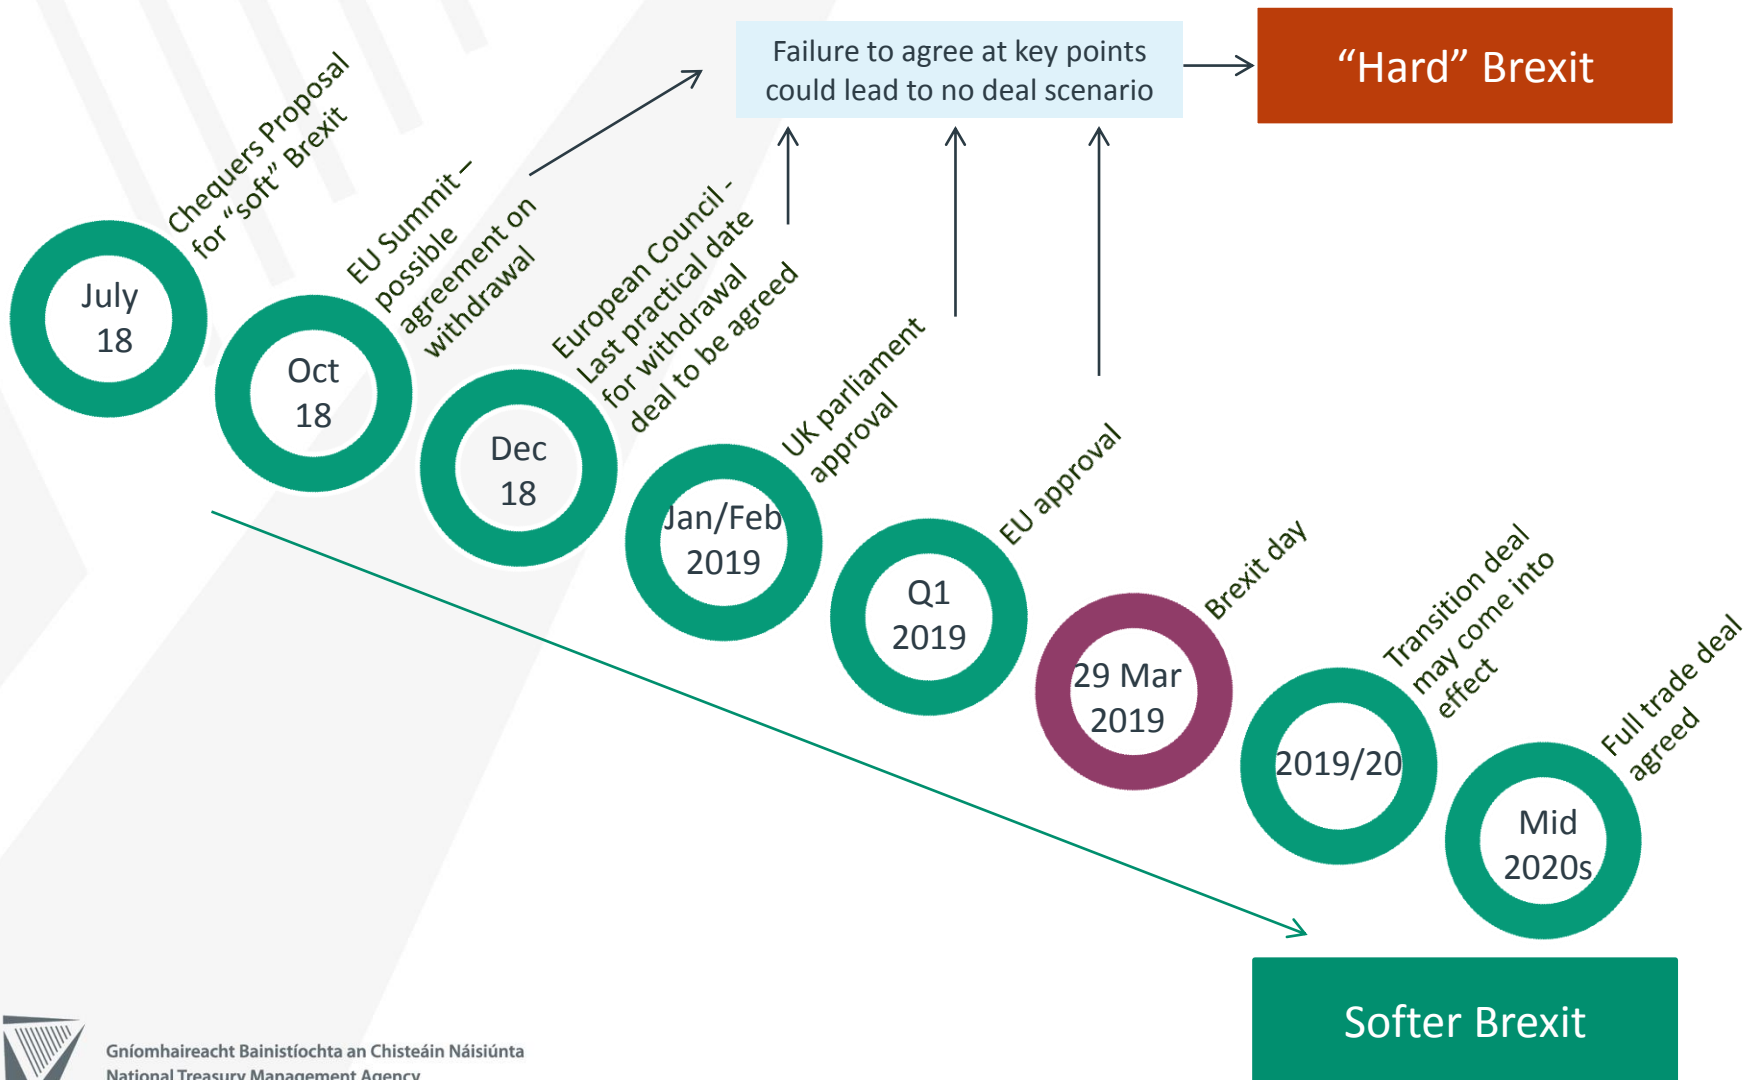 Failure to agree at key points
could lead to no deal scenario
“Hard” Brexit
July
18
Chequers Proposal
for “soft” Brexit
Oct
18
EU Summit –
possible
agreement on
withdrawal
Dec
18
European Council -
Last practical date
for withdrawal
deal to be agreed
Jan/Feb
2019
UK parliament
approval
Q1
2019
EU approval
29 Mar
2019
Brexit day
2019/20
Transition deal
may come into
effect
Mid
2020s
Full trade deal
agreed
Softer Brexit
Gníomhaireacht Bainistíochta an Chisteáin Náisiúnta
National Treasury Management Agency